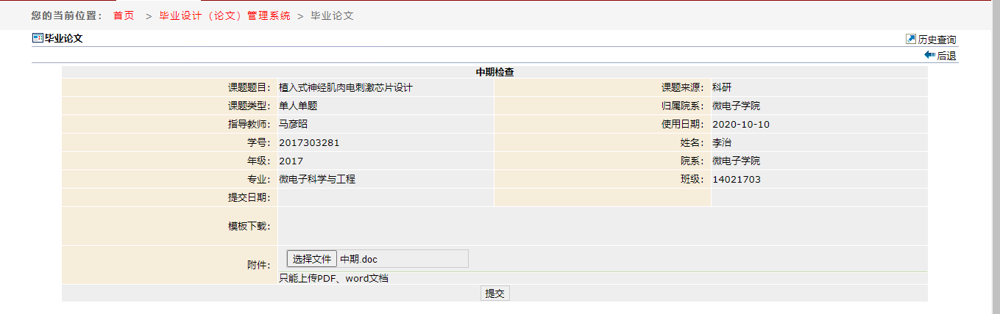 您的当前位置： 首页 > 毕业设计（论文）管理系统 > 毕业论文
毕业论文 历史查询
后退
中期检查
课题题目： 植入式神经肌肉电刺激芯片设计 课题来源： 科研
课题类型： 单人单题 归属院系： 微电子学院
指导教师： 马彦昭 使用日期： 2020-10-10
学号： 2017303281 姓名： 李治
年级： 2017 院系： 微电子学院
专业： 微电子科学与工程 班级： 14021703
提交日期：
模板下载：
附件： 选择文件 中期.doc
只能上传PDF、word文档
提交